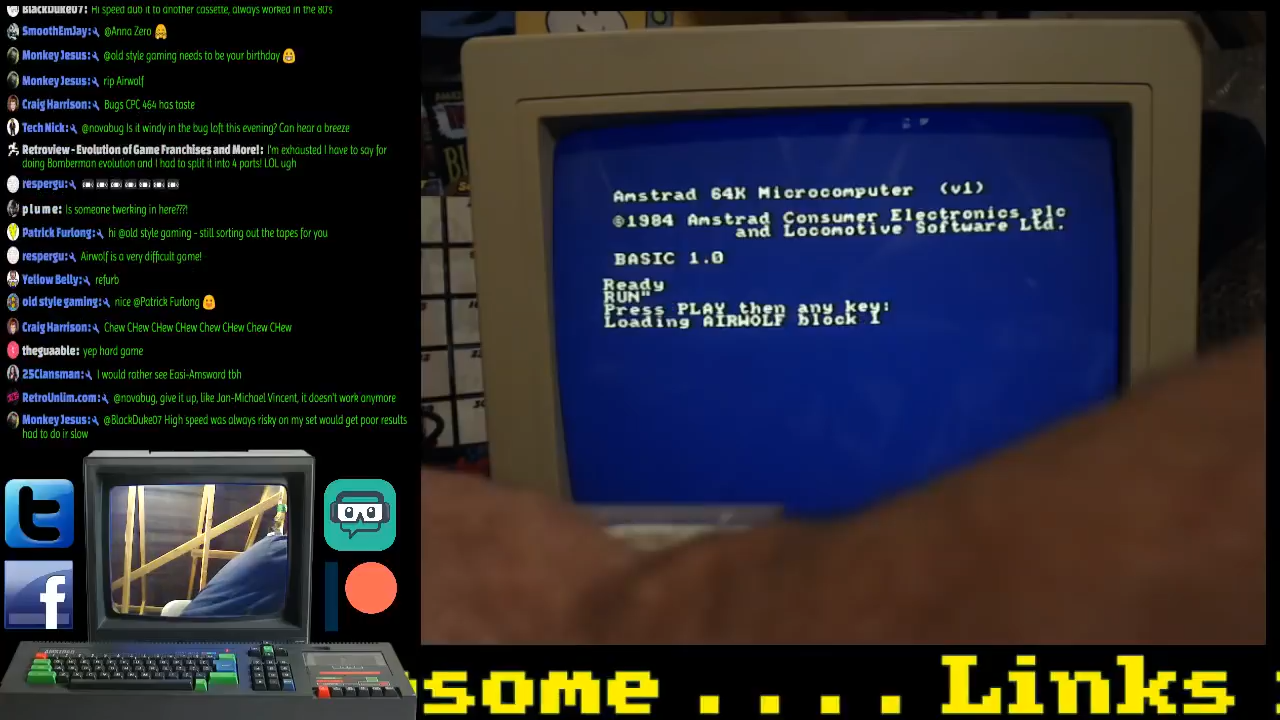 BlackDuke07: Hi speed dub it to another cassette, always worked in the 80's
SmoothEmJay: @Anna Zero
Monkey Jesus: @old style gaming needs to be your birthday
Monkey Jesus: rip Airwolf
Craig Harrison: Bugs CPC 464 has taste
Tech Nick: @novabug Is it windy in the bug loft this evening? Can hear a breeze
Retroview - Evolution of Game Franchises and More!: I'm exhausted I have to say for
doing Bomberman evolution and I had to split it into 4 parts! LOL ugh
respergu:
plume: Is someone twerking in here???!
Patrick Furlong: hi @old style gaming - still sorting out the tapes for you
respergu: Airwolf is a very difficult game!
Yellow Belly: refurb
old style gaming: nice @Patrick Furlong
Craig Harrison: Chew CHew CHew CHew Chew CHew CHew CHew
theguaable: yep hard game
25Clansman: I would rather see Easi-Amsword tbh
RetroUnlim.com: @novabug, give it up, like Jan-Michael Vincent, it doesn't work anymore
Monkey Jesus: @BlackDuke07 High speed was always risky on my set would get poor results
had to do ir slow
Amstrad 64K Microcomputer (v1)
©1984 Amstrad Consumer Electronics plc
and Locomotive Software Ltd.
BASIC 1.0
Ready
RUN"
Press PLAY then any key:
Loading AIRWOLF block 1
some . . . . Links